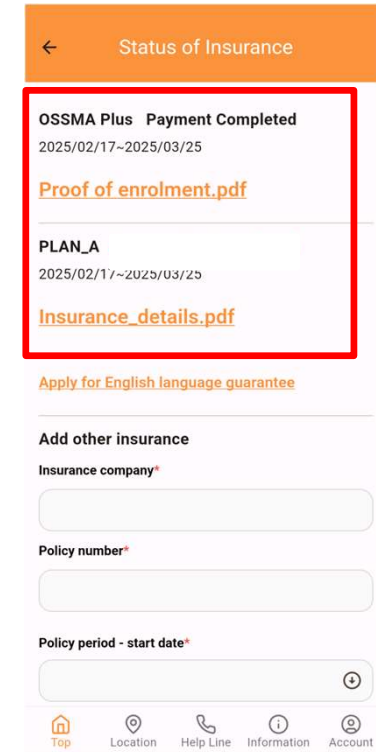 Status of Insurance
OSSMA Plus Payment Completed
2025/02/17~2025/03/25
Proof of enrolment.pdf
PLAN_A
2025/02/17~2025/03/25
Insurance_details.pdf
Apply for English language guarantee
Add other insurance
Insurance company*
Policy number*
Policy period - start date*
Top Location Help Line Information Account